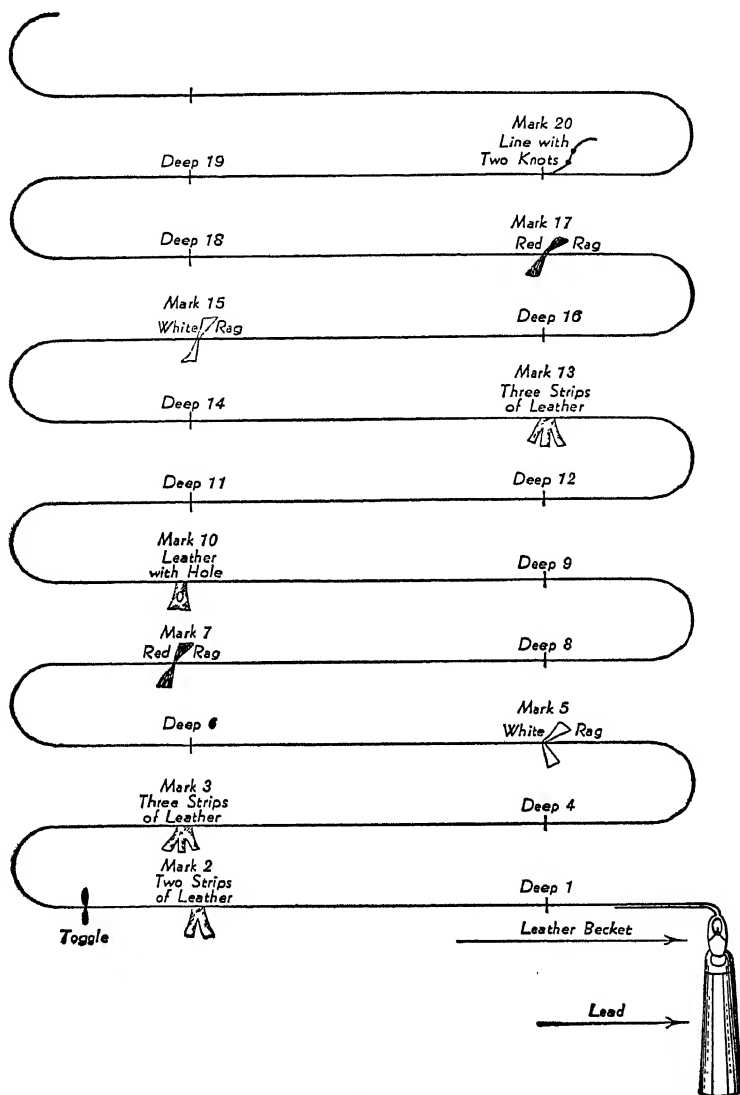 Mark 20
Line with
Two Knots
Deep 19
Mark 17
Red Rag
Deep 18
Mark 15
White Rag
Deep 16
Mark 13
Three Strips
of Leather
Deep 14
Deep 11
Deep 12
Mark 10
Leather
with Hole
Deep 9
Mark 7
Red Rag
Deep 8
Mark 5
White Rag
Deep 6
Mark 3
Three Strips
of Leather
Deep 4
Mark 2
Two Strips
of Leather
Deep 1
Toggle
Leather Becket
Lead